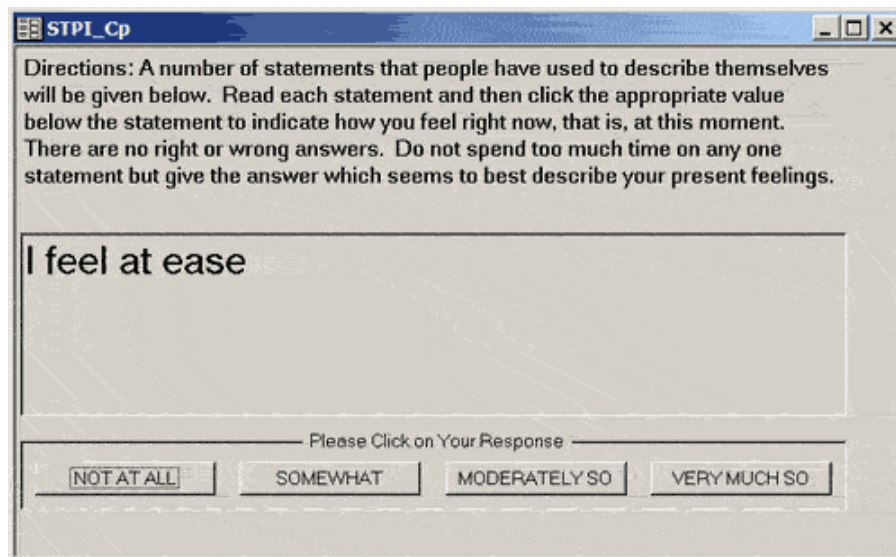 STPI_Cp
Directions: A number of statements that people have used to describe themselves
will be given below. Read each statement and then click the appropriate value
below the statement to indicate how you feel right now, that is, at this moment.
There are no right or wrong answers. Do not spend too much time on any one
statement but give the answer which seems to best describe your present feelings.
I feel at ease
Please Click on Your Response
NOT AT ALL SOMEWHAT MODERATELY SO VERY MUCH SO